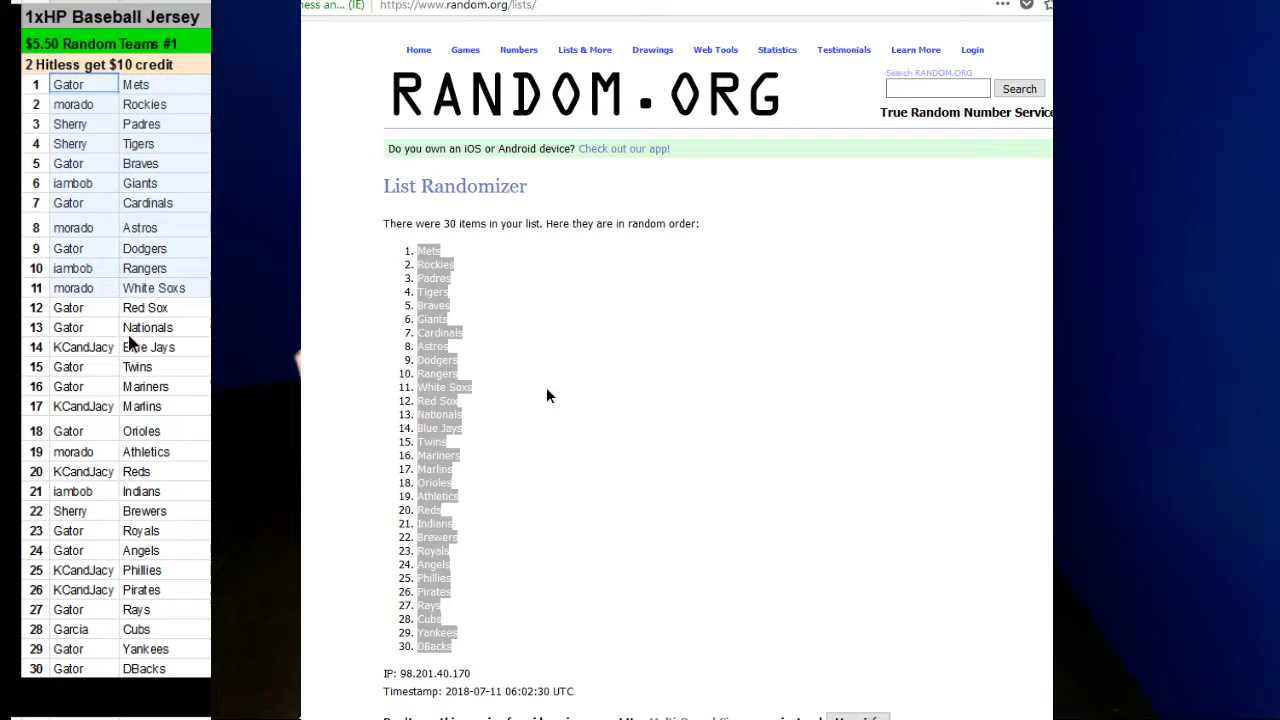 1xHP Baseball Jersey
$5.50 Random Teams #1
2 Hitless get $10 credit
1 Gator Mets
2 morado Rockies
3 Sherry Padres
4 Sherry Tigers
5 Gator Braves
6 iambob Giants
7 Gator Cardinals
8 morado Astros
9 Gator Dodgers
10 iambob Rangers
11 morado White Soxs
12 Gator Red Sox
13 Gator Nationals
14 KCandJacy Blue Jays
15 Gator Twins
16 Gator Mariners
17 KCandJacy Marlins
18 Gator Orioles
19 morado Athletics
20 KCandJacy Reds
21 iambob Indians
22 Sherry Brewers
23 Gator Royals
24 Gator Angels
25 KCandJacy Phillies
26 KCandJacy Pirates
27 Gator Rays
28 Garcia Cubs
29 Gator Yankees
30 Gator DBacks
ness an... (IE) https://www.random.org/lists/
Home Games Numbers Lists & More Drawings Web Tools Statistics Testimonials Learn More Login
Search RANDOM.ORG
RANDOM.ORG
Search
True Random Number Service
Do you own an iOS or Android device? Check out our app!
List Randomizer
There were 30 items in your list. Here they are in random order:
1. Mets
2. Rockies
3. Padres
4. Tigers
5. Braves
6. Giants
7. Cardinals
8. Astros
9. Dodgers
10. Rangers
11. White Soxs
12. Red Sox
13. Nationals
14. Blue Jays
15. Twins
16. Mariners
17. Marlins
18. Orioles
19. Athletics
20. Reds
21. Indians
22. Brewers
23. Royals
24. Angels
25. Phillies
26. Pirates
27. Rays
28. Cubs
29. Yankees
30. DBacks
IP: 98.201.40.170
Timestamp: 2018-07-11 06:02:30 UTC